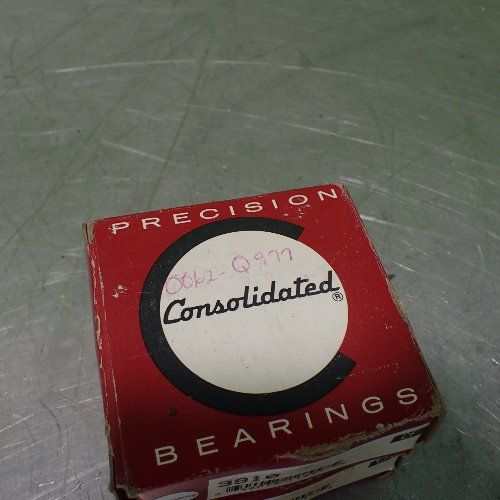 PRECISION
0062-Q977
Consolidated ®
BEARINGS